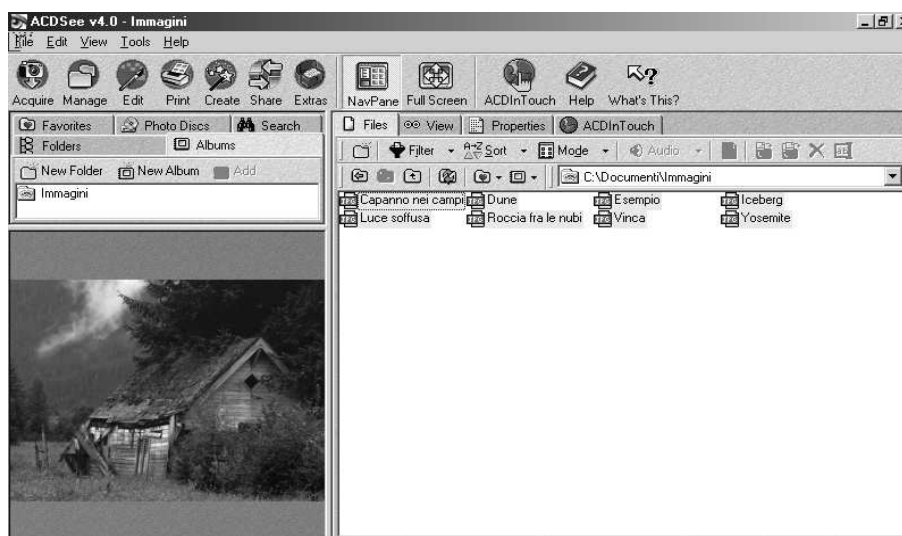 ACDSee v4.0 - Immagini
File Edit View Tools Help
Acquire Manage Edit Print Create Share Extras NavPane Full Screen ACDInTouch Help What's This?
Favorites Photo Discs Search Files View Properties ACDInTouch
Folders Albums
Filter Sort Mode Audio
New Folder New Album Add
C:\Documenti\Immagini
Immagini
Capanno nei campi Dune Esempio Iceberg
Luce soffusa Roccia fra le nubi Vinca Yosemite